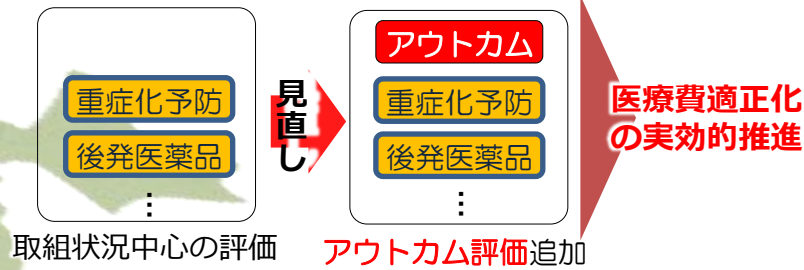 重症化予防
後発医薬品
⋮
取組状況中心の評価
見直し
アウトカム
重症化予防
後発医薬品
⋮
アウトカム評価追加
医療費適正化
の実効的推進